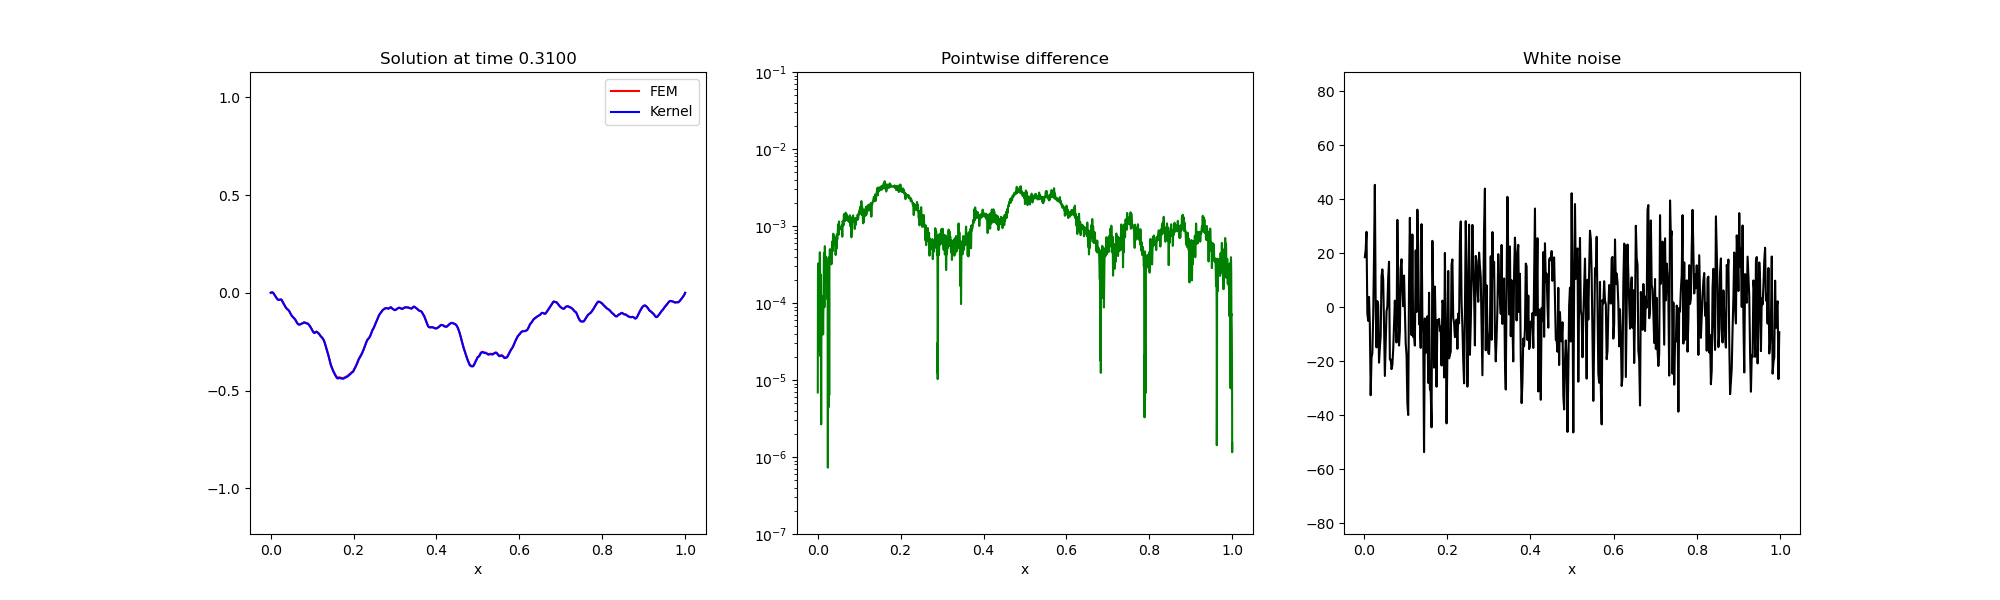 Solution at time 0.3100
FEM
Kernel
1.0
0.5
0.0
−0.5
−1.0
0.0 0.2 0.4 0.6 0.8 1.0
x
Pointwise difference
10⁻¹
10⁻²
10⁻³
10⁻⁴
10⁻⁵
10⁻⁶
10⁻⁷
0.0 0.2 0.4 0.6 0.8 1.0
x
White noise
80
60
40
20
0
−20
−40
−60
−80
0.0 0.2 0.4 0.6 0.8 1.0
x